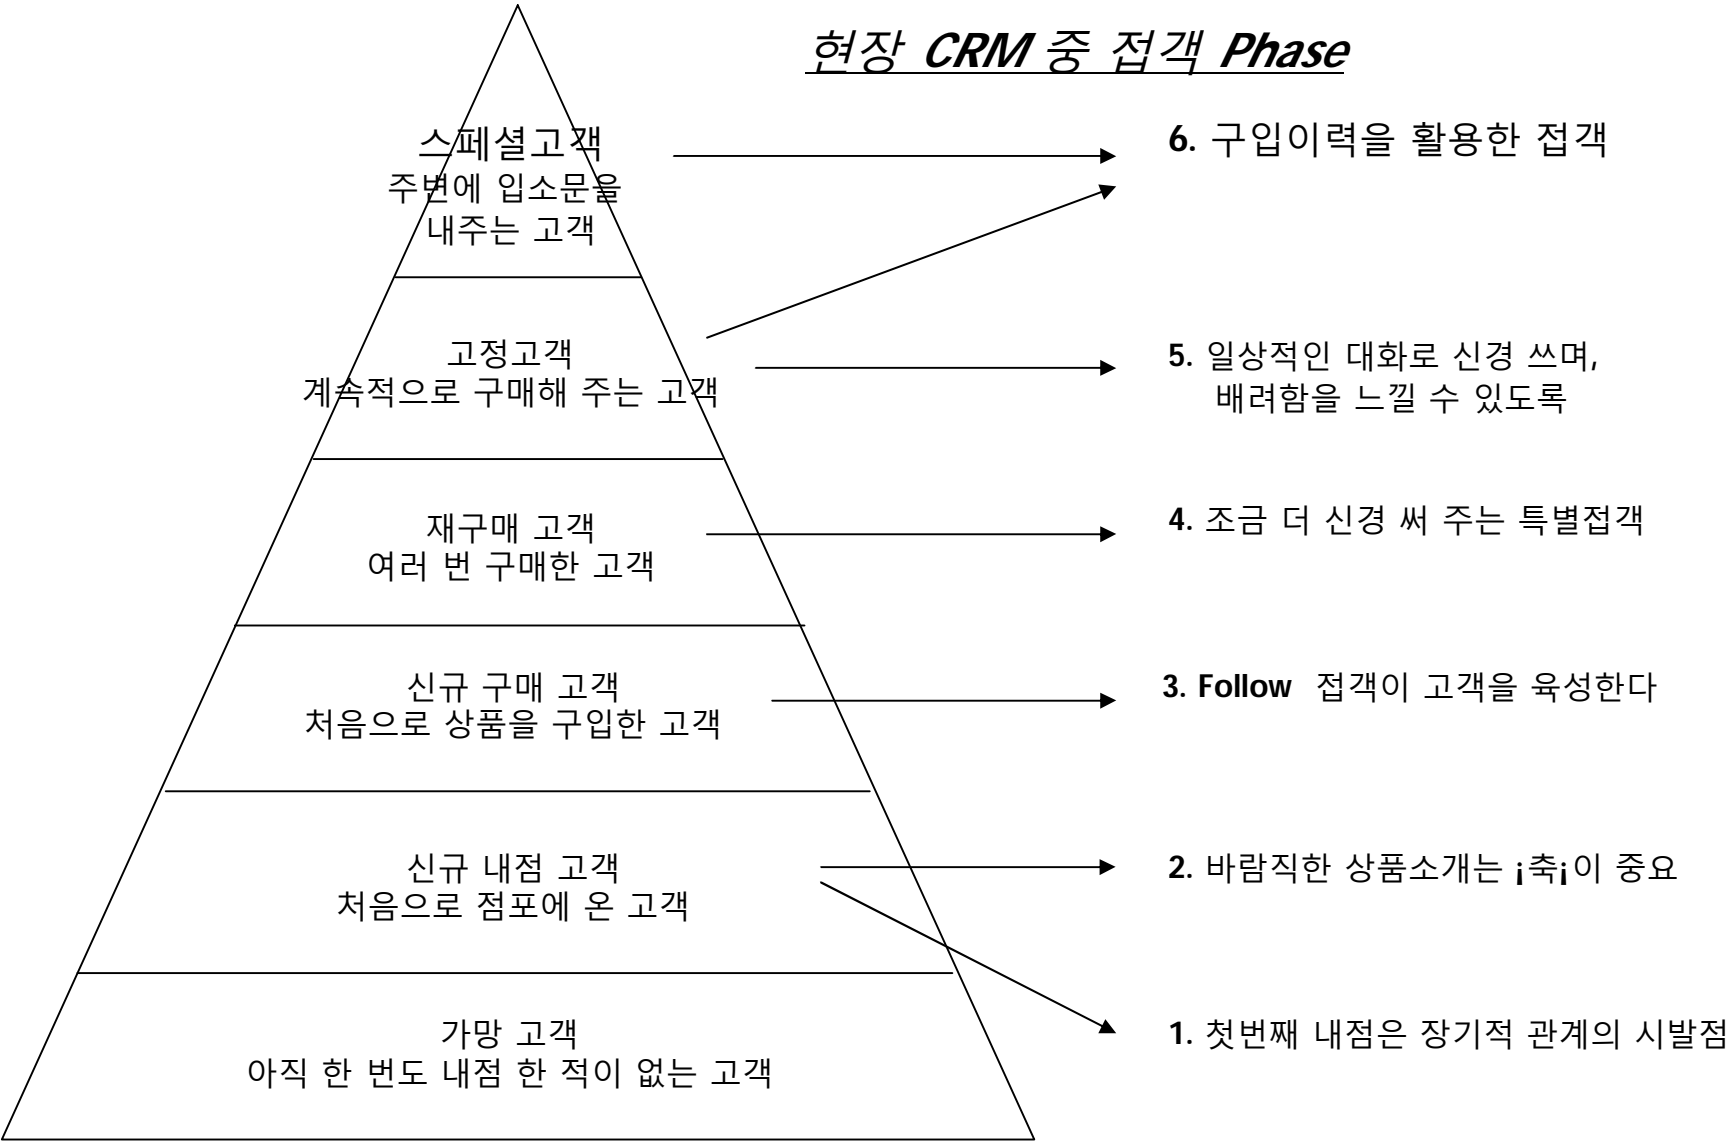 현장 CRM 중 접객 Phase
스페셜고객
주변에 입소문을
내주는 고객
6. 구입이력을 활용한 접객
고정고객
계속적으로 구매해 주는 고객
5. 일상적인 대화로 신경 쓰며,
배려함을 느낄 수 있도록
재구매 고객
여러 번 구매한 고객
4. 조금 더 신경 써 주는 특별접객
신규 구매 고객
처음으로 상품을 구입한 고객
3. Follow 접객이 고객을 육성한다
신규 내점 고객
처음으로 점포에 온 고객
2. 바람직한 상품소개는 ¡축¡이 중요
가망 고객
아직 한 번도 내점 한 적이 없는 고객
1. 첫번째 내점은 장기적 관계의 시발점